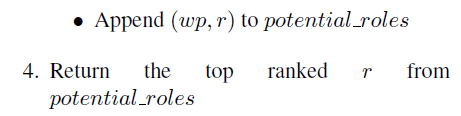 • Append (wp, r) to potential_roles
4. Return the top ranked r from
potential_roles